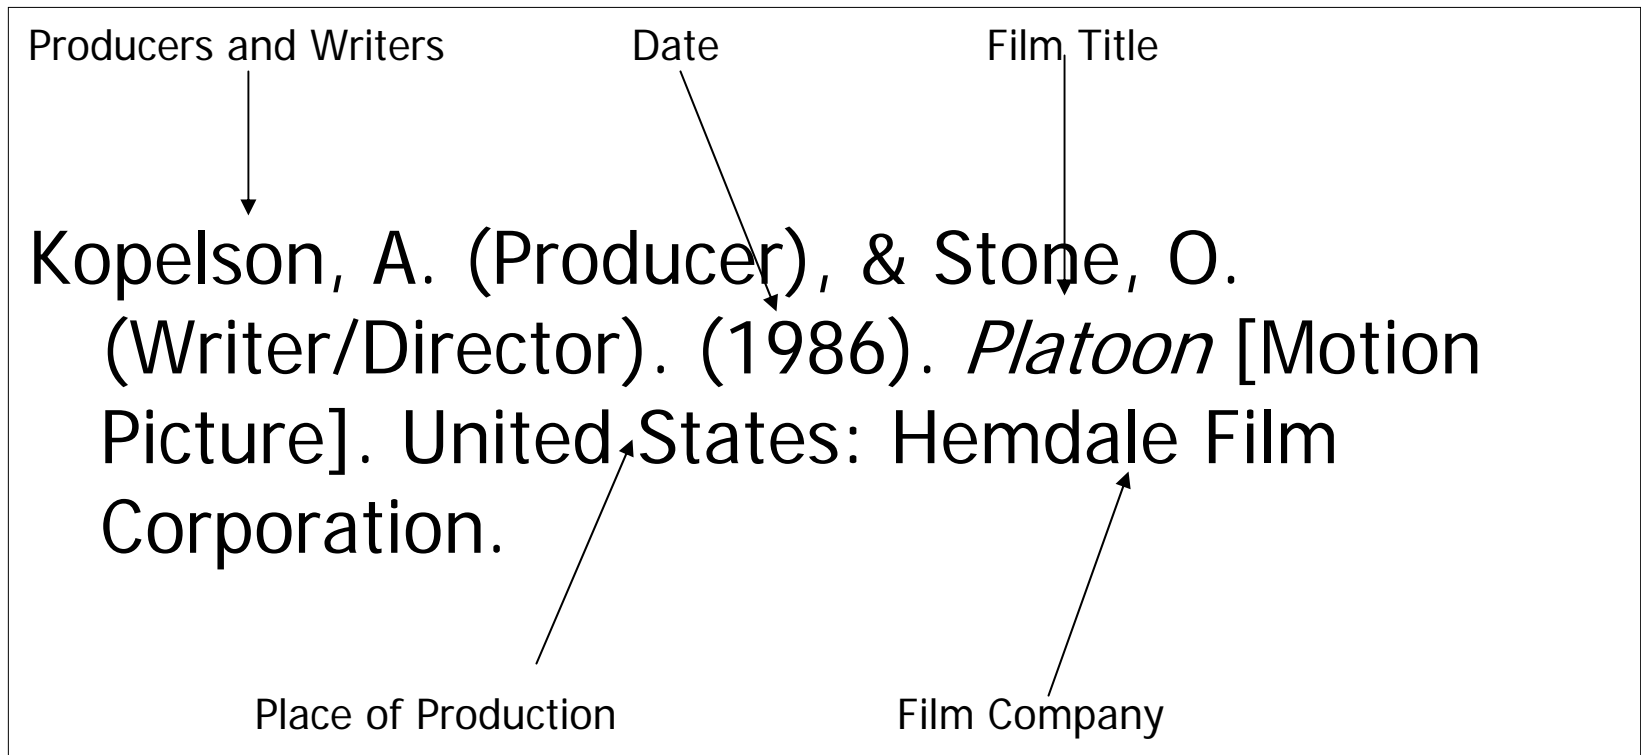 Producers and Writers Date Film Title
Kopelson, A. (Producer), & Stone, O.
(Writer/Director). (1986). Platoon [Motion
Picture]. United States: Hemdale Film
Corporation.
Place of Production Film Company